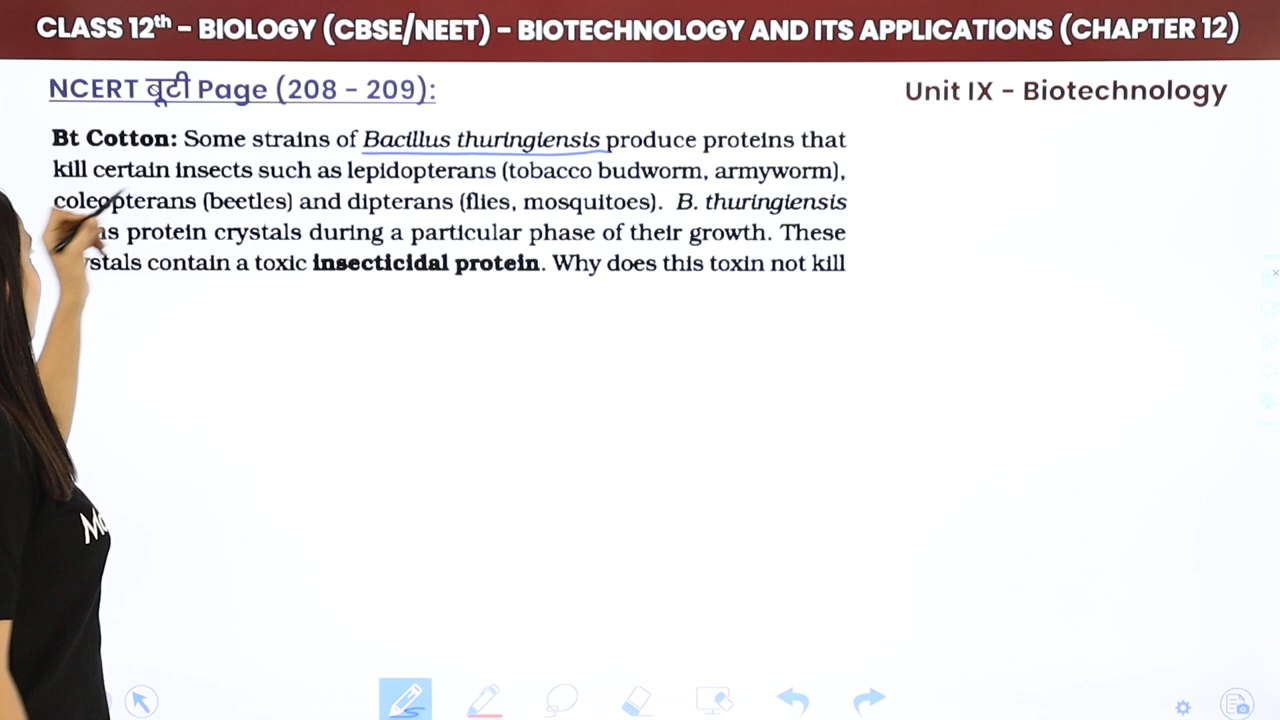 CLASS 12th – BIOLOGY (CBSE/NEET) – BIOTECHNOLOGY AND ITS APPLICATIONS (CHAPTER 12)
NCERT बूटी Page (208 – 209):
Unit IX – Biotechnology
Bt Cotton: Some strains of Bacillus thuringiensis produce proteins that
kill certain insects such as lepidopterans (tobacco budworm, armyworm),
coleopterans (beetles) and dipterans (flies, mosquitoes). B. thuringiensis
protein crystals during a particular phase of their growth. These
contain a toxic insecticidal protein. Why does this toxin not kill